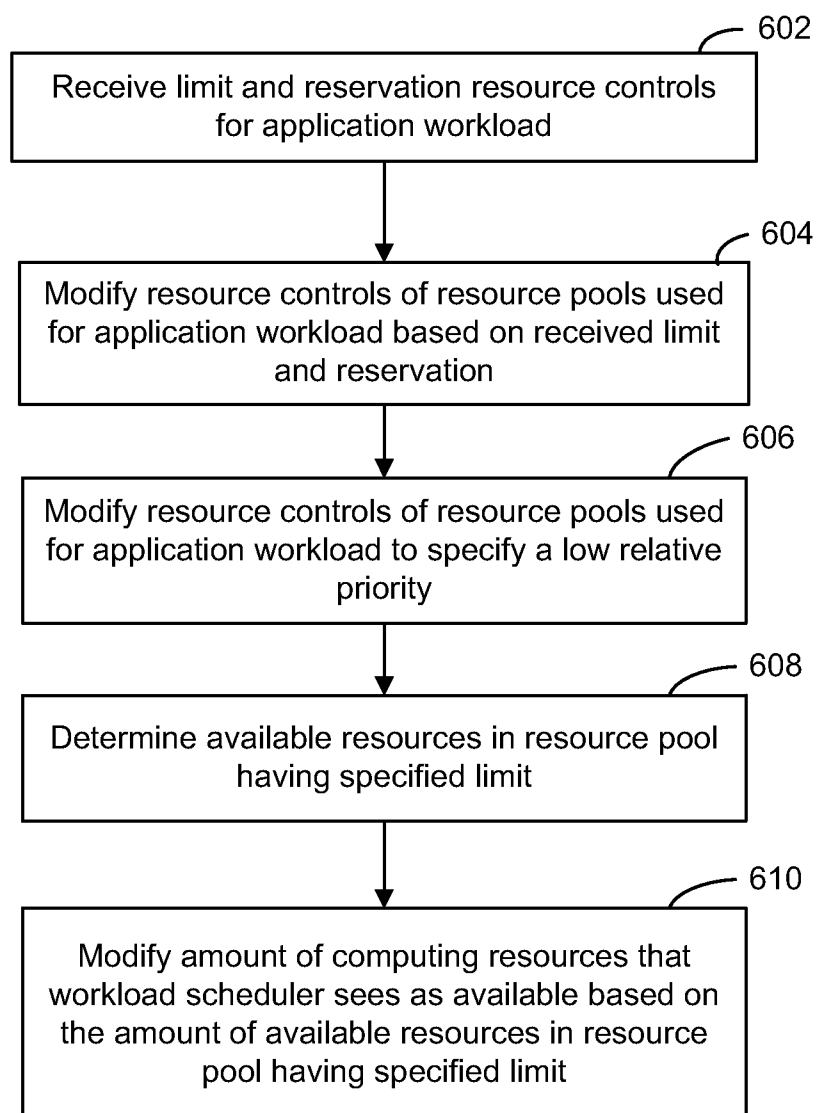 602
Receive limit and reservation resource controls
for application workload
604
Modify resource controls of resource pools used
for application workload based on received limit
and reservation
606
Modify resource controls of resource pools used
for application workload to specify a low relative
priority
608
Determine available resources in resource pool
having specified limit
610
Modify amount of computing resources that
workload scheduler sees as available based on
the amount of available resources in resource
pool having specified limit